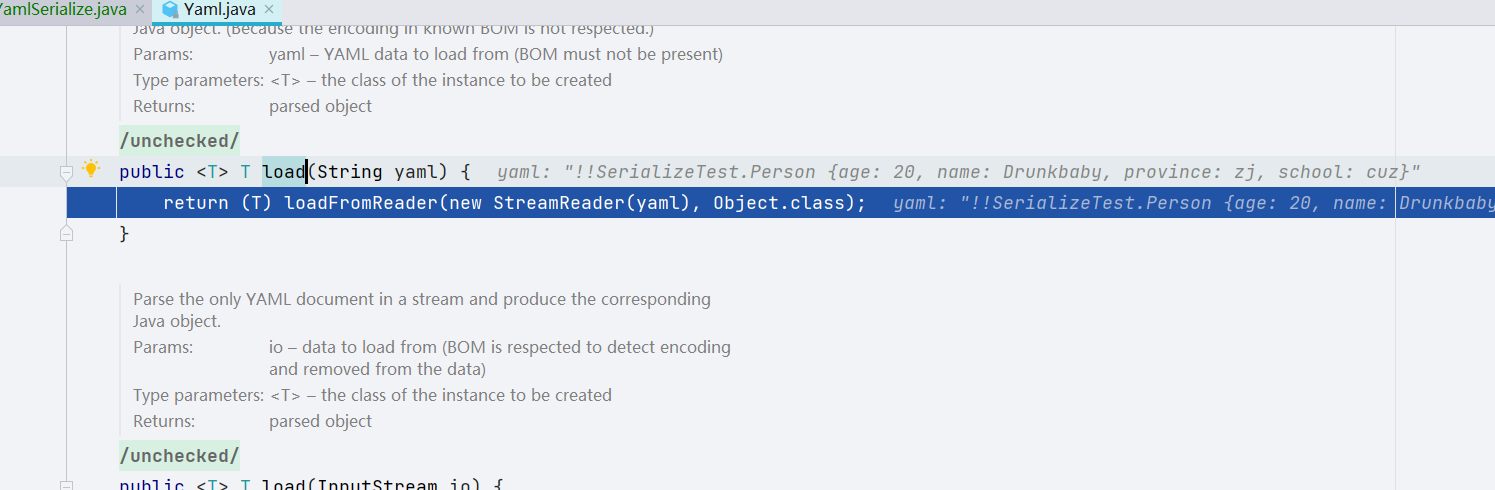 YamlSerialize.java × Yaml.java ×
Java object. (Because the encoding in known BOM is not respected.)
Params: yaml – YAML data to load from (BOM must not be present)
Type parameters: <T> – the class of the instance to be created
Returns: parsed object
/unchecked/
public <T> T load(String yaml) { yaml: "!!SerializeTest.Person {age: 20, name: Drunkbaby, province: zj, school: cuz}"
return (T) loadFromReader(new StreamReader(yaml), Object.class); yaml: "!!SerializeTest.Person {age: 20, name: Drunkbaby
}
Parse the only YAML document in a stream and produce the corresponding
Java object.
Params: io – data to load from (BOM is respected to detect encoding
and removed from the data)
Type parameters: <T> – the class of the instance to be created
Returns: parsed object
/unchecked/
public <T> T load(InputStream io) {